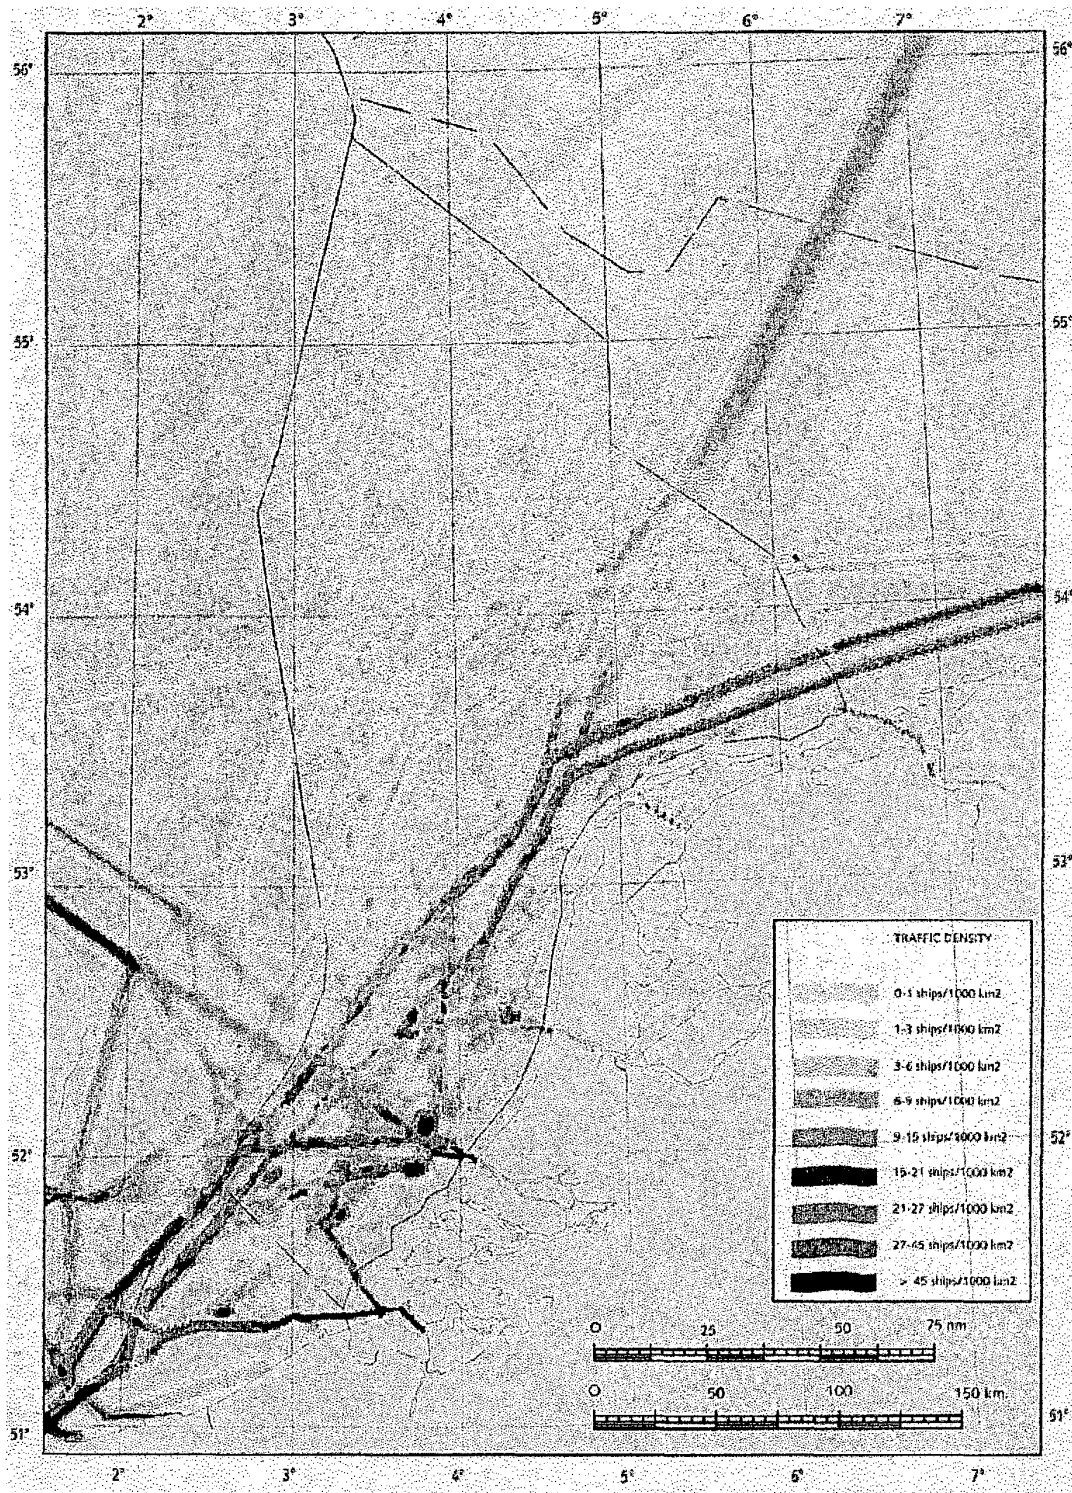 2° 3° 4° 5° 6° 7°
56° 56°
55° 55°
54° 54°
53° 53°
52° 52°
51° 51°
TRAFFIC DENSITY
0-1 ships/1000 km2
1-3 ships/1000 km2
3-6 ships/1000 km2
6-9 ships/1000 km2
9-15 ships/1000 km2
15-21 ships/1000 km2
21-27 ships/1000 km2
27-45 ships/1000 km2
> 45 ships/1000 km2
0 25 50 75 nm
0 50 100 150 km.
2° 3° 4° 5° 6° 7°